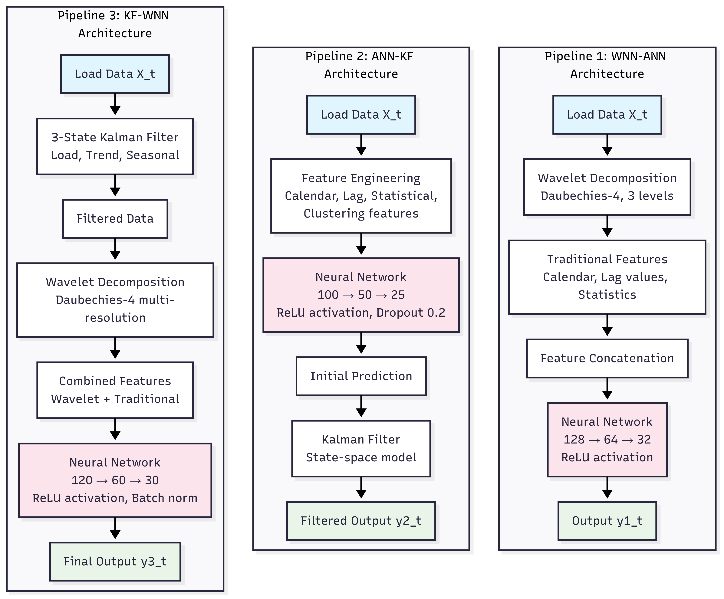 Pipeline 3: KF-WNN
Architecture
Load Data X_t
3-State Kalman Filter
Load, Trend, Seasonal
Filtered Data
Wavelet Decomposition
Daubechies-4 multi-
resolution
Combined Features
Wavelet + Traditional
Neural Network
120 → 60 → 30
ReLU activation, Batch norm
Final Output y3_t
Pipeline 2: ANN-KF
Architecture
Load Data X_t
Feature Engineering
Calendar, Lag, Statistical,
Clustering features
Neural Network
100 → 50 → 25
ReLU activation, Dropout 0.2
Initial Prediction
Kalman Filter
State-space model
Filtered Output y2_t
Pipeline 1: WNN-ANN
Architecture
Load Data X_t
Wavelet Decomposition
Daubechies-4, 3 levels
Traditional Features
Calendar, Lag values,
Statistics
Feature Concatenation
Neural Network
128 → 64 → 32
ReLU activation
Output y1_t